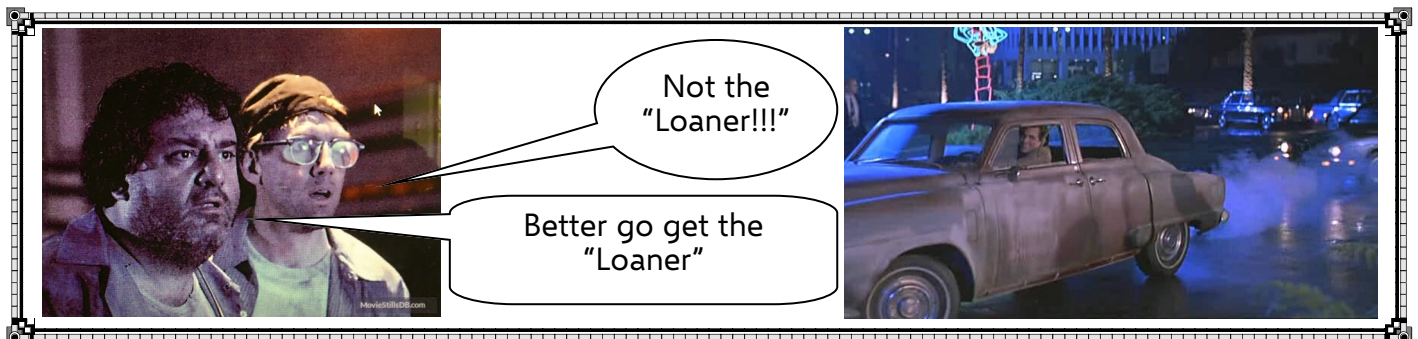 Not the
“Loaner!!!”
Better go get the
“Loaner”
MovieStillsDB.com